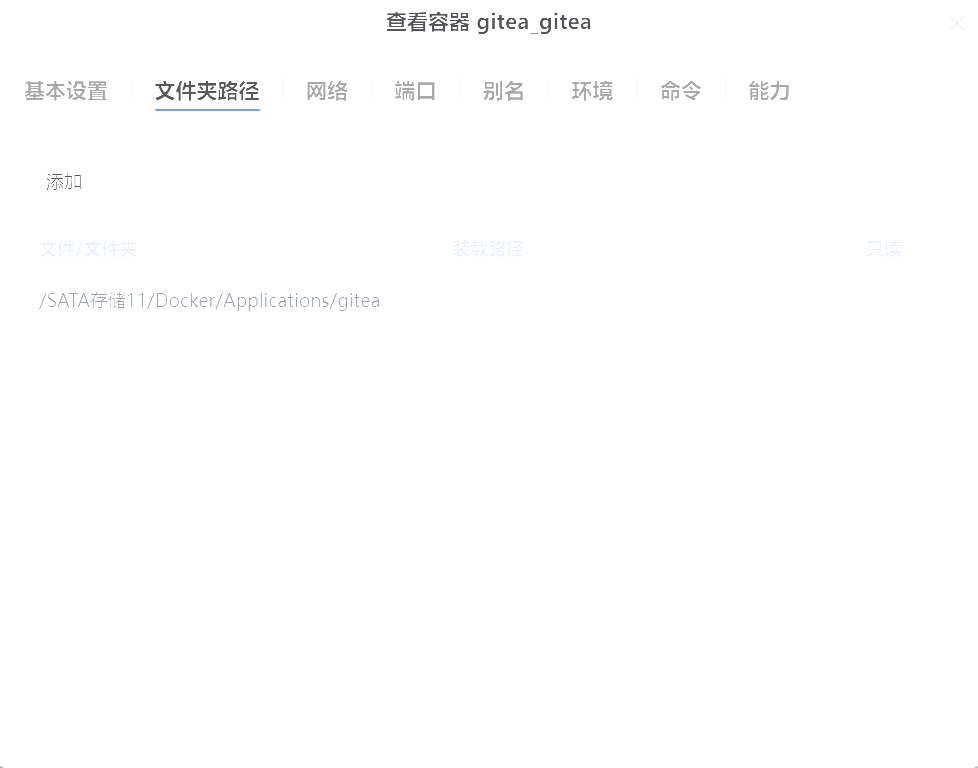 查看容器 gitea_gitea
基本设置 文件夹路径 网络 端口 别名 环境 命令 能力
添加
文件/文件夹 装载路径 只读
/SATA存储11/Docker/Applications/gitea